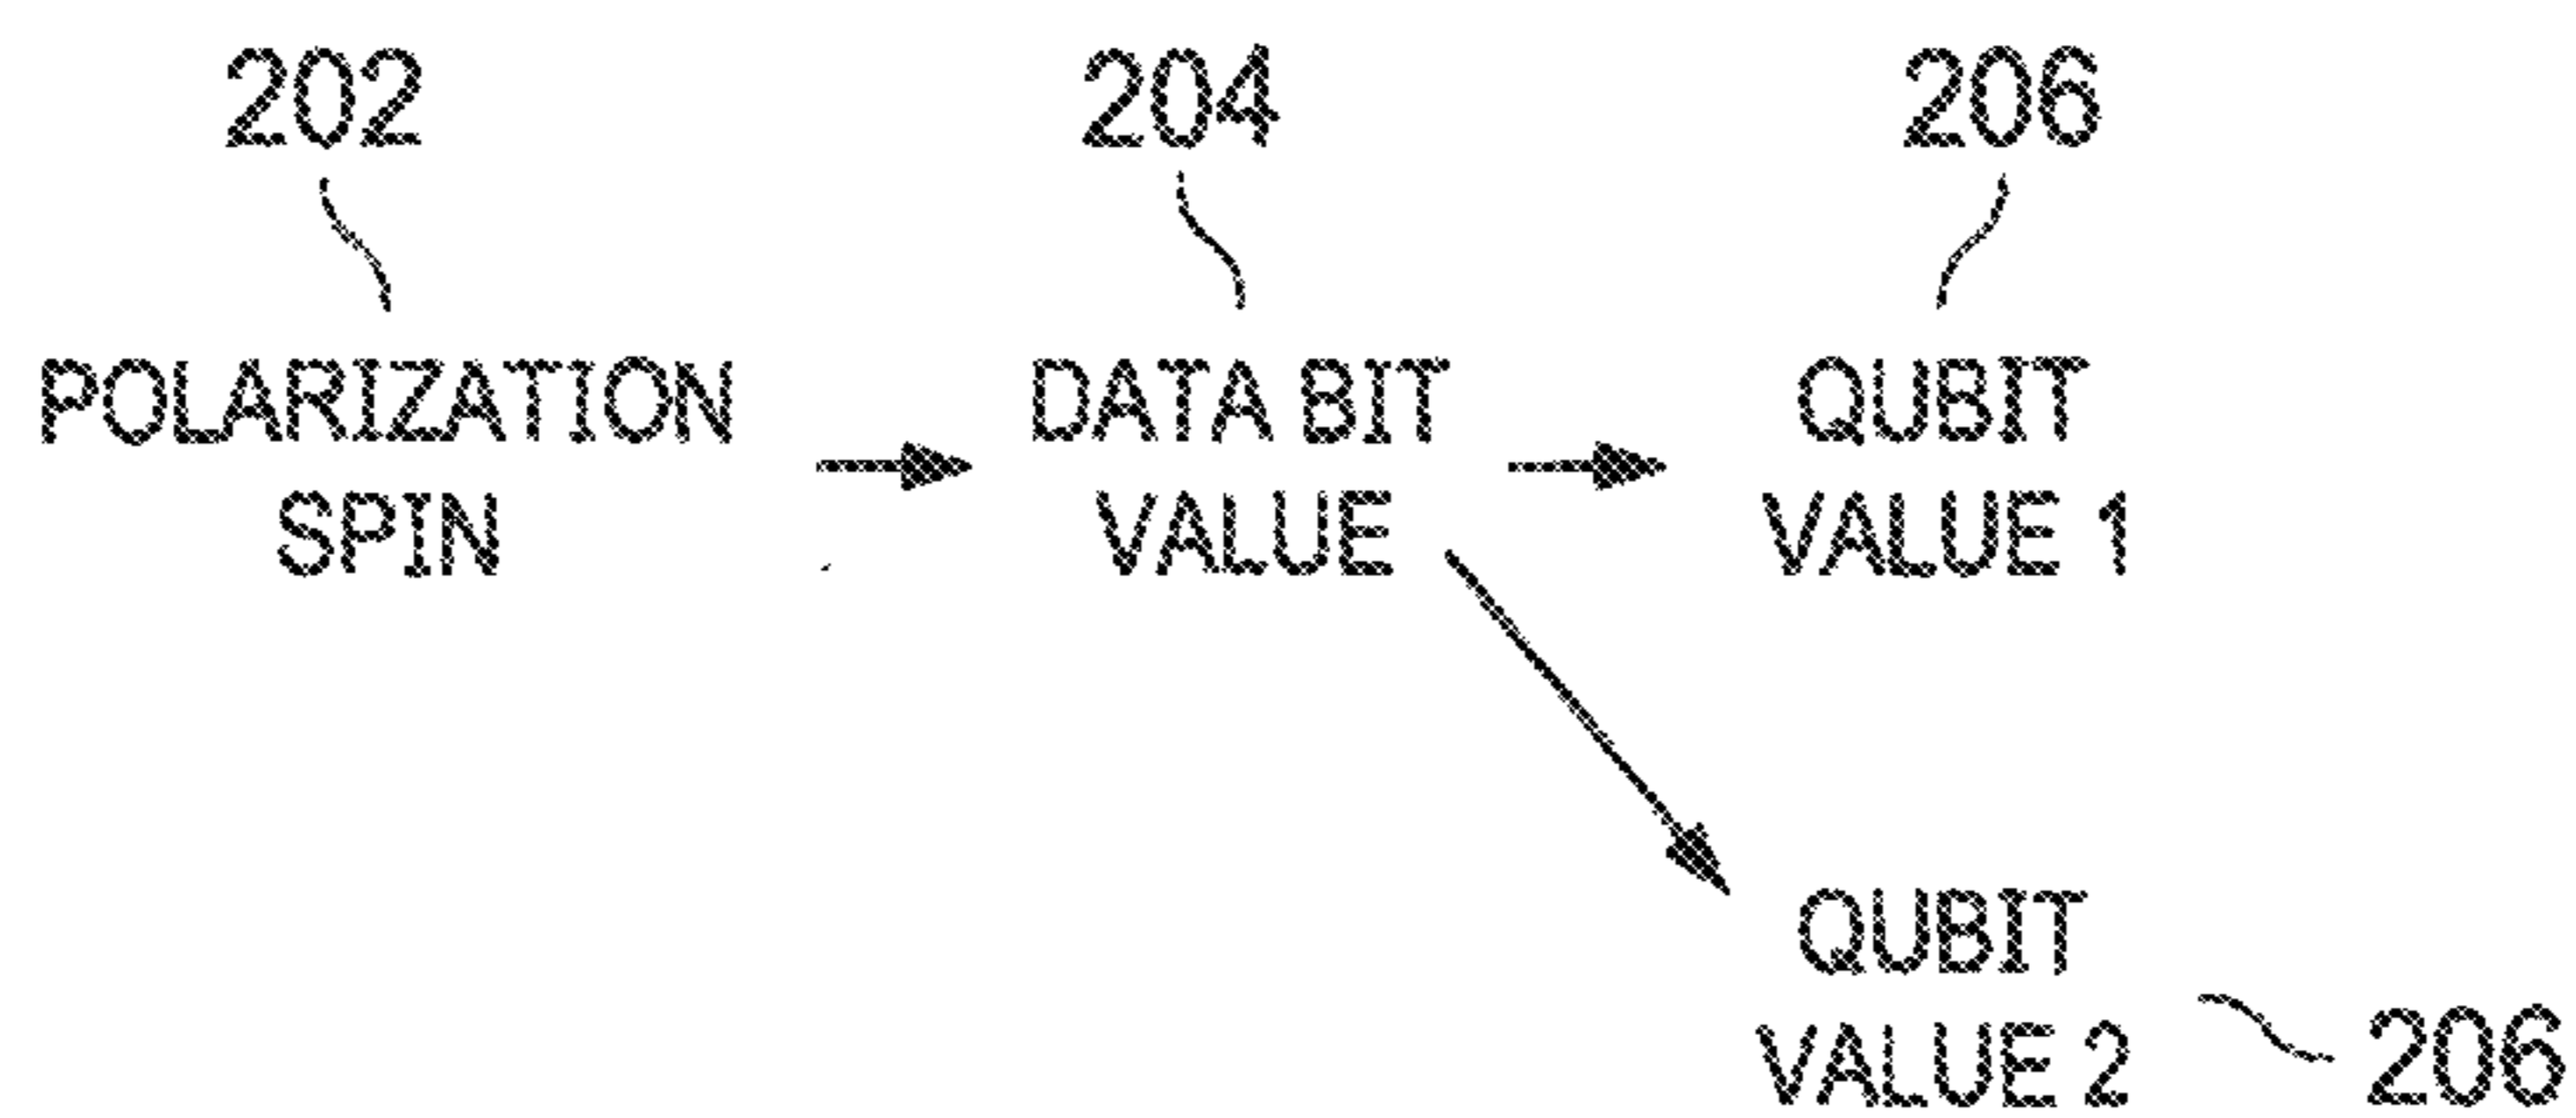 202
204
206
POLARIZATION
SPIN
DATA BIT
VALUE
QUBIT
VALUE 1
QUBIT
VALUE 2
206